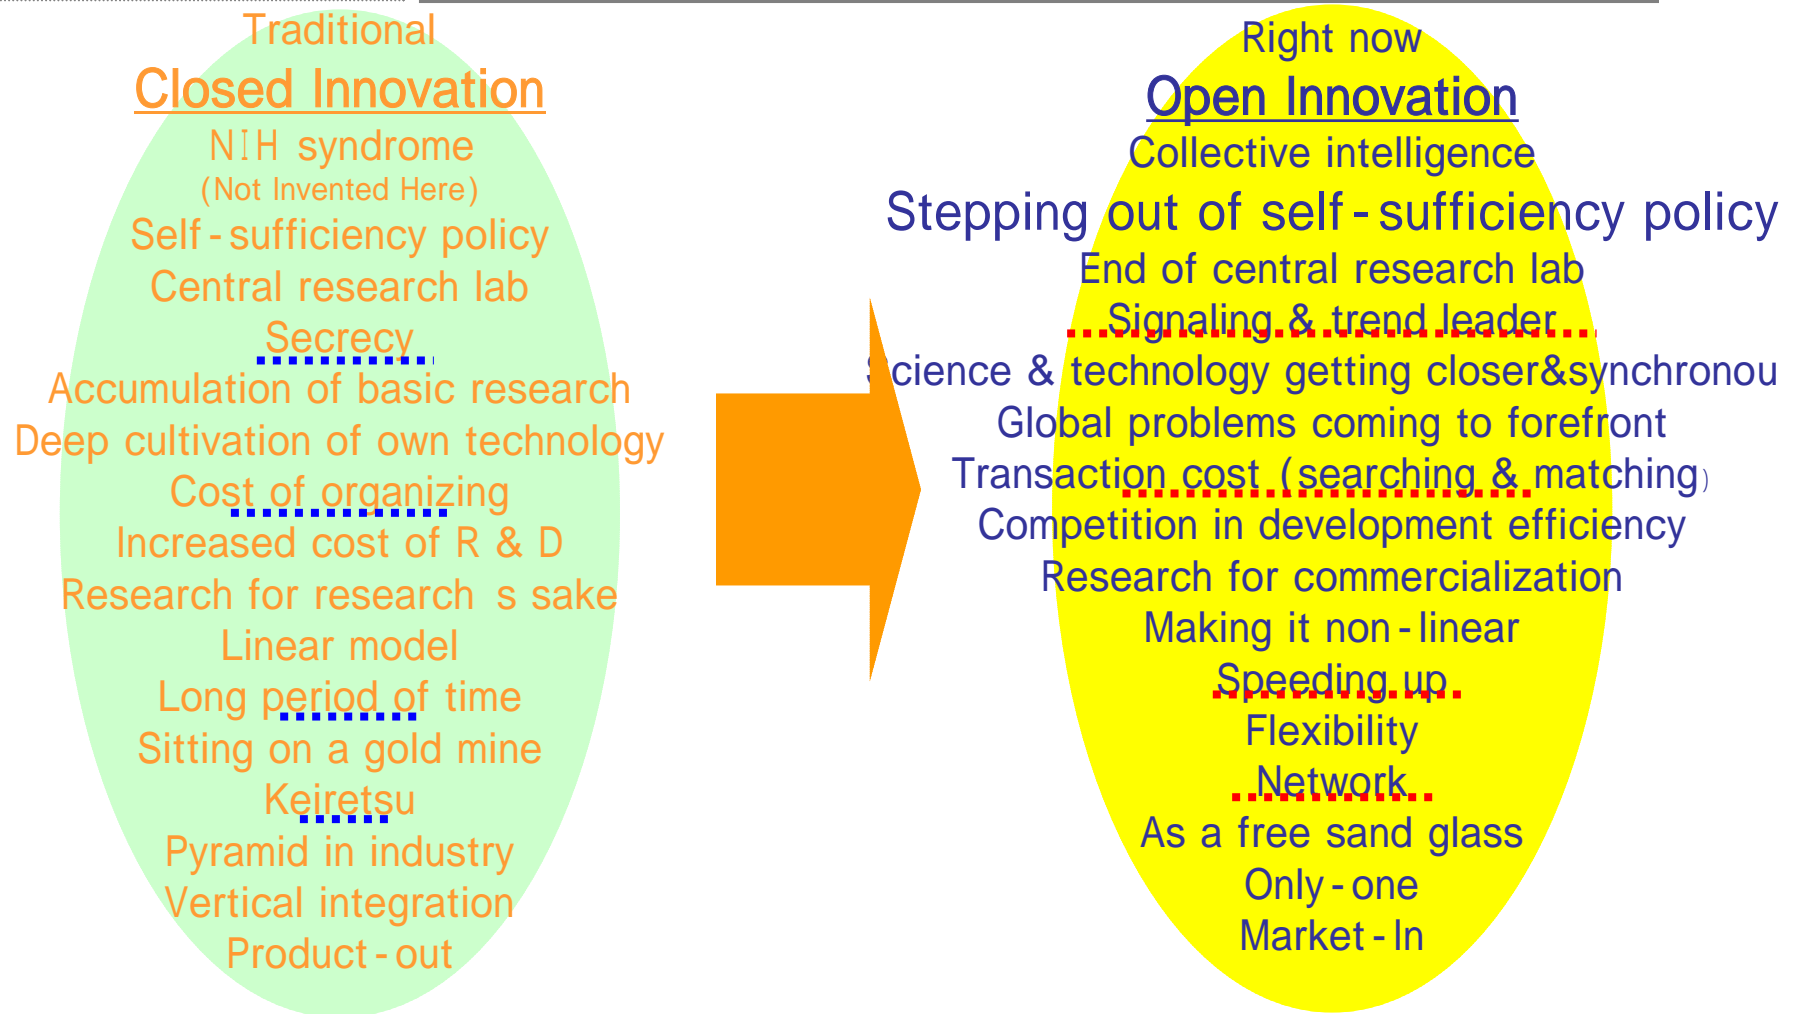 Traditional
Closed Innovation
NIH syndrome
(Not Invented Here)
Self-sufficiency policy
Central research lab
Secrecy
Accumulation of basic research
Deep cultivation of own technology
Cost of organizing
Increased cost of R & D
Research for research s sake
Linear model
Long period of time
Sitting on a gold mine
Keiretsu
Pyramid in industry
Vertical integration
Product-out
Right now
Open Innovation
Collective intelligence
Stepping out of self-sufficiency policy
End of central research lab
Signaling & trend leader
Science & technology getting closer&synchronou
Global problems coming to forefront
Transaction cost (searching & matching)
Competition in development efficiency
Research for commercialization
Making it non-linear
Speeding up
Flexibility
Network
As a free sand glass
Only-one
Market-In